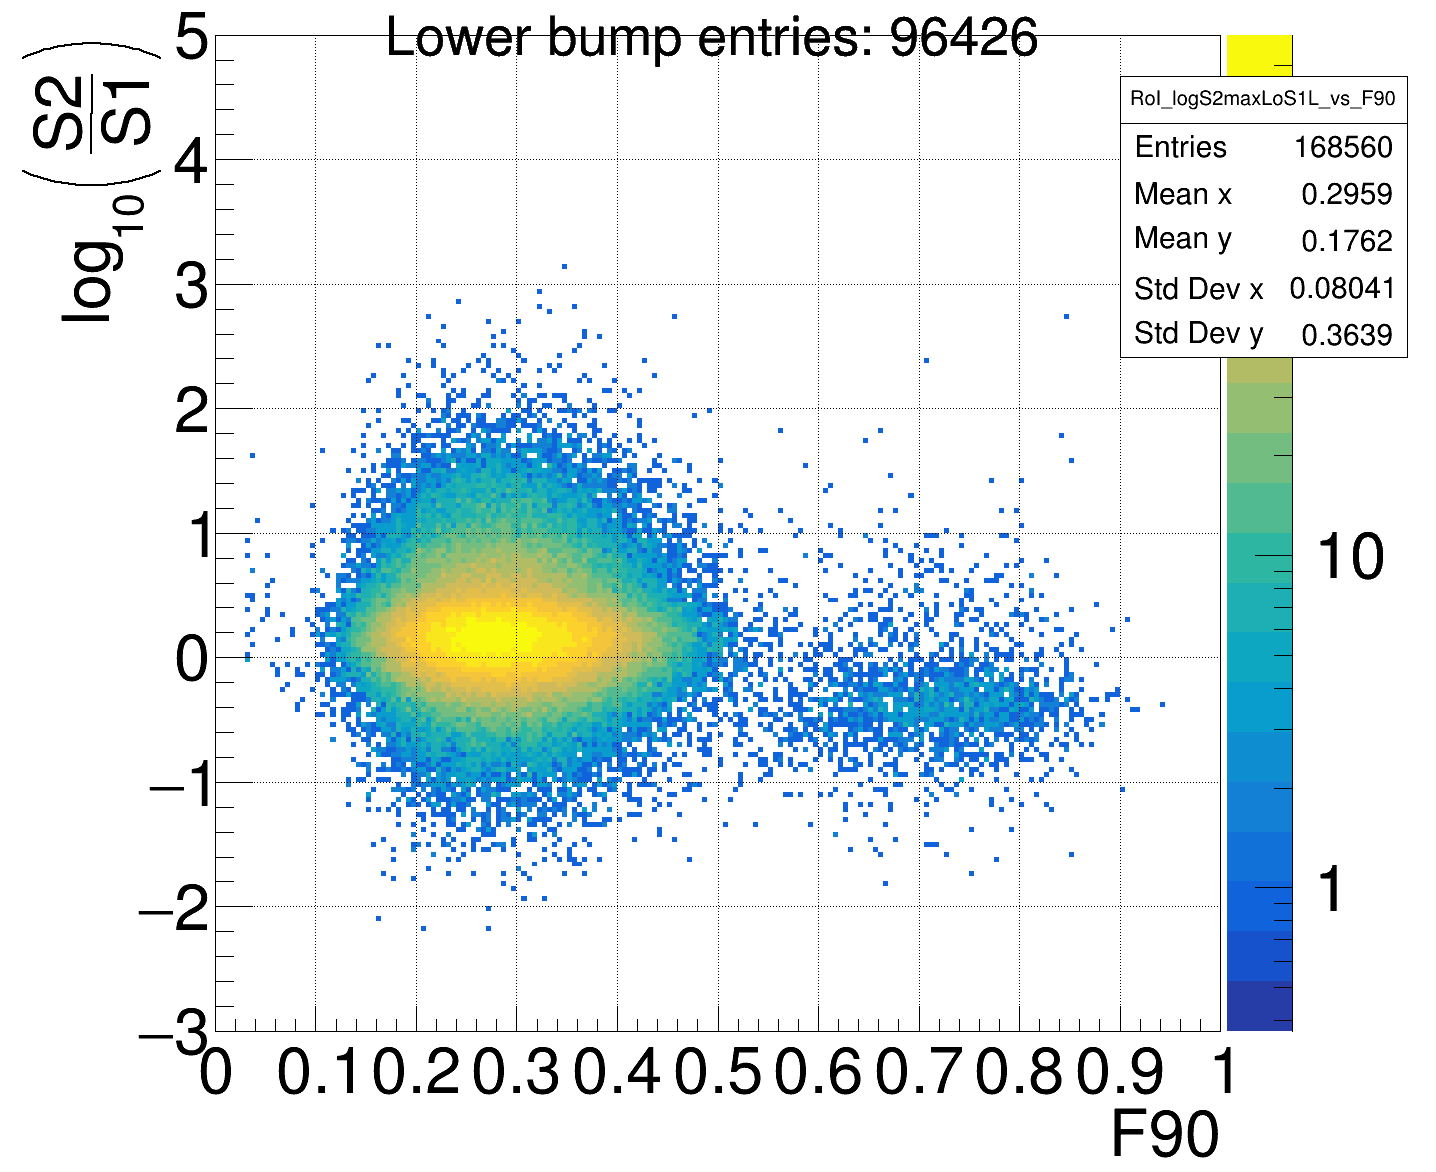 Lower bump entries: 96426
log10 (S2/S1)
RoI_logS2maxLoS1L_vs_F90
Entries 168560
Mean x 0.2959
Mean y 0.1762
Std Dev x 0.08041
Std Dev y 0.3639
5
4
3
2
1
0
−1
−2
−3
0 0.1 0.2 0.3 0.4 0.5 0.6 0.7 0.8 0.9 1
F90
10
1